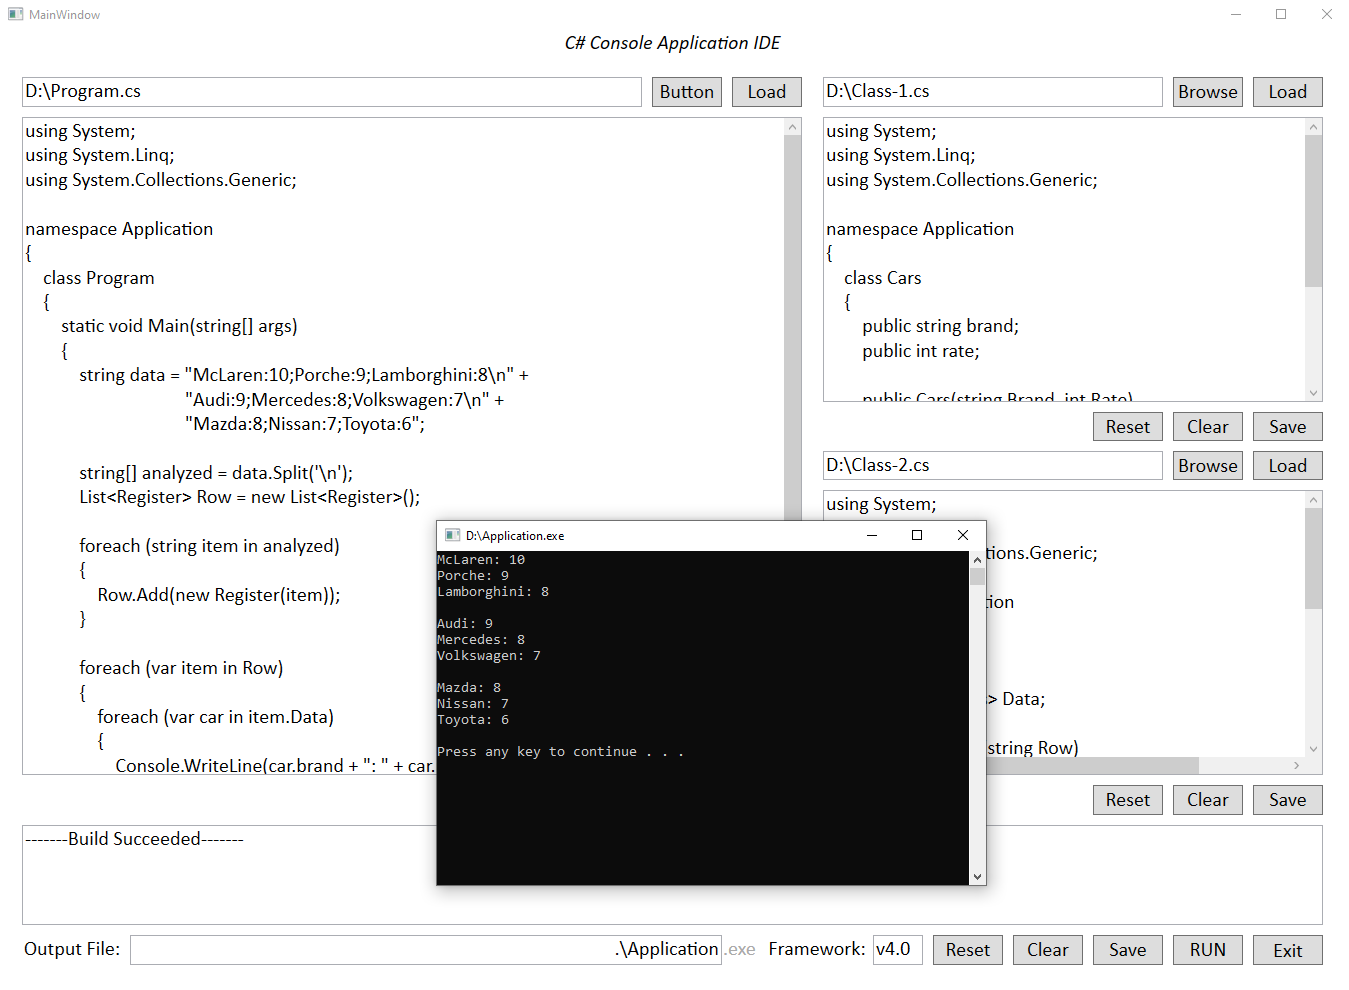 MainWindow
C# Console Application IDE
D:\Program.cs
Button
Load
using System;
using System.Linq;
using System.Collections.Generic;
namespace Application
{
class Program
{
static void Main(string[] args)
{
string data = "McLaren:10;Porche:9;Lamborghini:8\n" +
"Audi:9;Mercedes:8;Volkswagen:7\n" +
"Mazda:8;Nissan:7;Toyota:6";
string[] analyzed = data.Split('\n');
List<Register> Row = new List<Register>();
foreach (string item in analyzed)
{
Row.Add(new Register(item));
}
foreach (var item in Row)
{
foreach (var car in item.Data)
{
Console.WriteLine(car.brand + ": " + car.
D:\Class-1.cs
Browse
Load
using System;
using System.Linq;
using System.Collections.Generic;
namespace Application
{
class Cars
{
public string brand;
public int rate;
public Cars(string Brand, int Rate)
Reset
Clear
Save
D:\Class-2.cs
Browse
Load
using System;
tions.Generic;
tion
> Data;
string Row)
Reset
Clear
Save
D:\Application.exe
McLaren: 10
Porche: 9
Lamborghini: 8
Audi: 9
Mercedes: 8
Volkswagen: 7
Mazda: 8
Nissan: 7
Toyota: 6
Press any key to continue . . .
-------Build Succeeded-------
Output File:
.\Application
.exe
Framework:
v4.0
Reset
Clear
Save
RUN
Exit